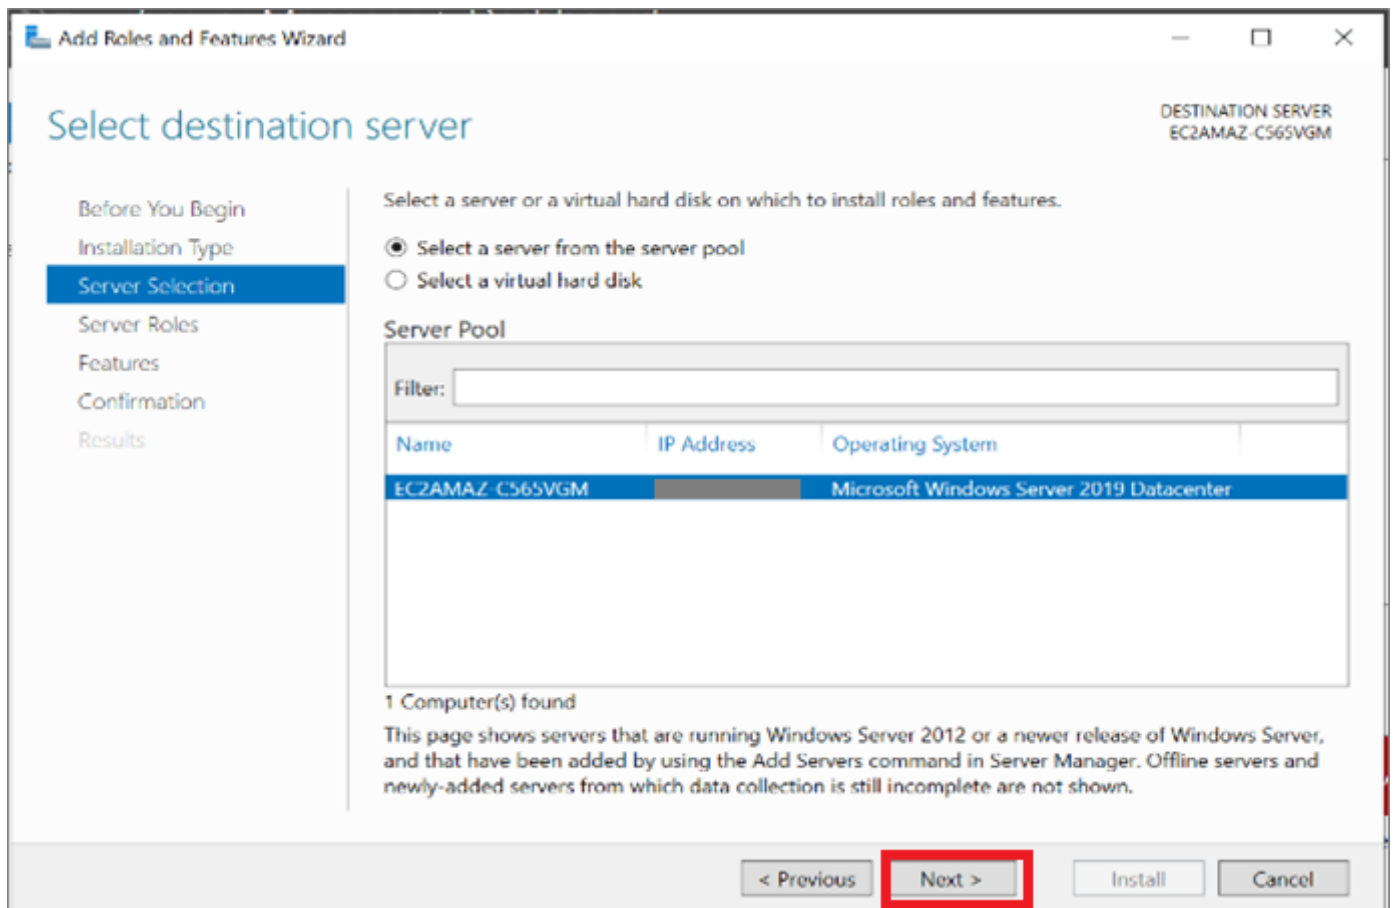 Add Roles and Features Wizard
Select destination server
DESTINATION SERVER
EC2AMAZ-C565VGM
Before You Begin
Installation Type
Server Selection
Server Roles
Features
Confirmation
Results
Select a server or a virtual hard disk on which to install roles and features.
Select a server from the server pool
Select a virtual hard disk
Server Pool
Filter:
Name IP Address Operating System
EC2AMAZ-C565VGM Microsoft Windows Server 2019 Datacenter
1 Computer(s) found
This page shows servers that are running Windows Server 2012 or a newer release of Windows Server,
and that have been added by using the Add Servers command in Server Manager. Offline servers and
newly-added servers from which data collection is still incomplete are not shown.
< Previous Next > Install Cancel